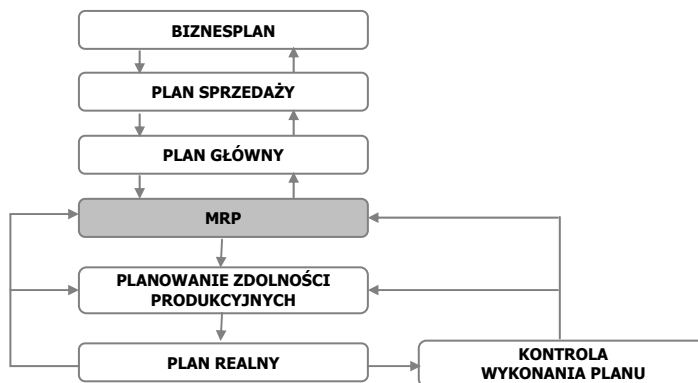 BIZNESPLAN
PLAN SPRZEDAŻY
PLAN GŁÓWNY
MRP
PLANOWANIE ZDOLNOŚCI
PRODUKCYJNYCH
PLAN REALNY
KONTROLA
WYKONANIA PLANU